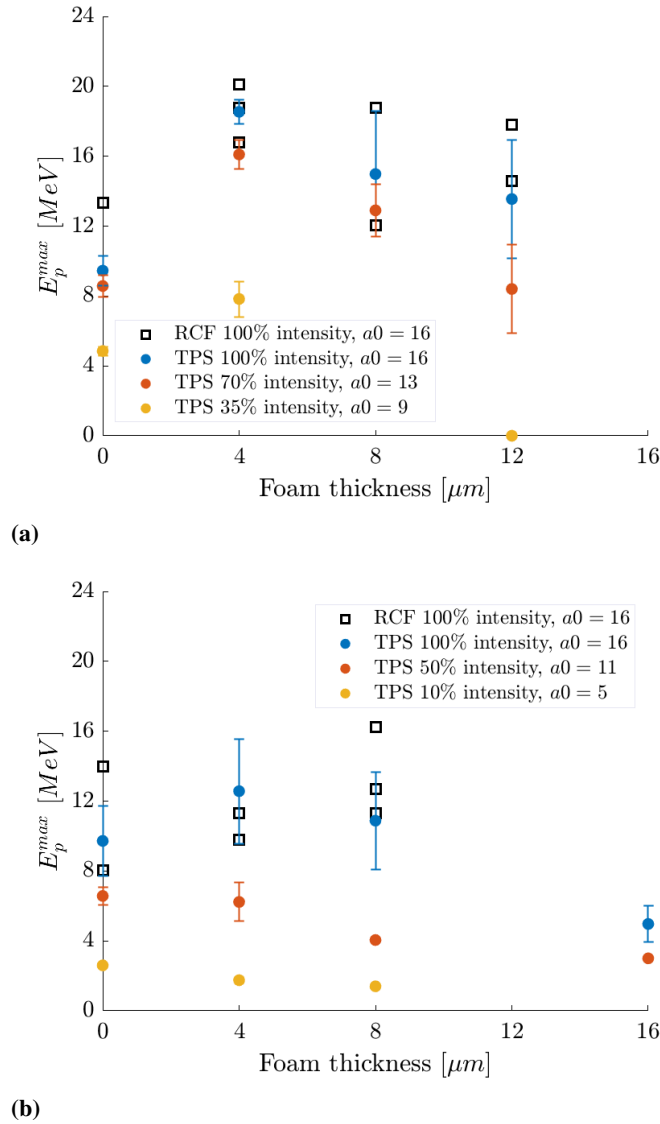 24
20
16
12
8
4
0
E_p^{max} [MeV]
RCF 100% intensity, a0 = 16
TPS 100% intensity, a0 = 16
TPS 70% intensity, a0 = 13
TPS 35% intensity, a0 = 9
0 4 8 12 16
Foam thickness [μm]
(a)
24
20
16
12
8
4
0
E_p^{max} [MeV]
RCF 100% intensity, a0 = 16
TPS 100% intensity, a0 = 16
TPS 50% intensity, a0 = 11
TPS 10% intensity, a0 = 5
0 4 8 12 16
Foam thickness [μm]
(b)